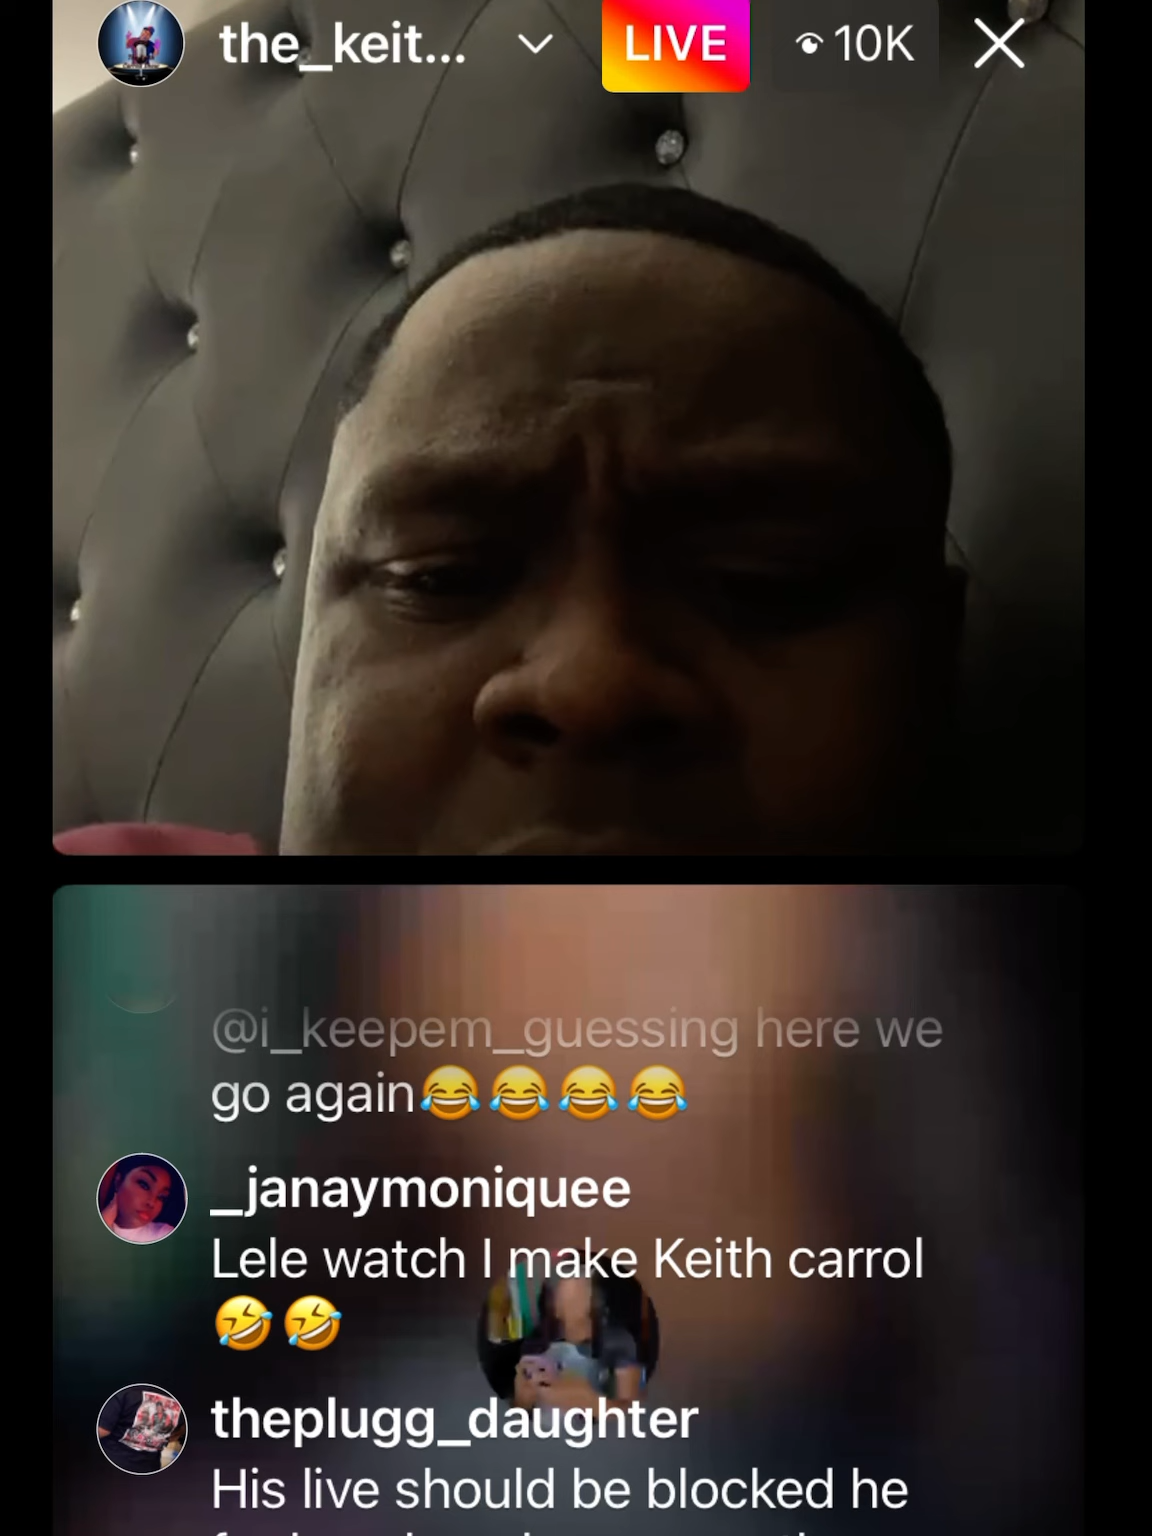 the_keit...
LIVE
10K
@i_keepem_guessing here we
go again😂😂😂😂
_janaymoniquee
Lele watch I make Keith carrol
🤣🤣
theplugg_daughter
His live should be blocked he